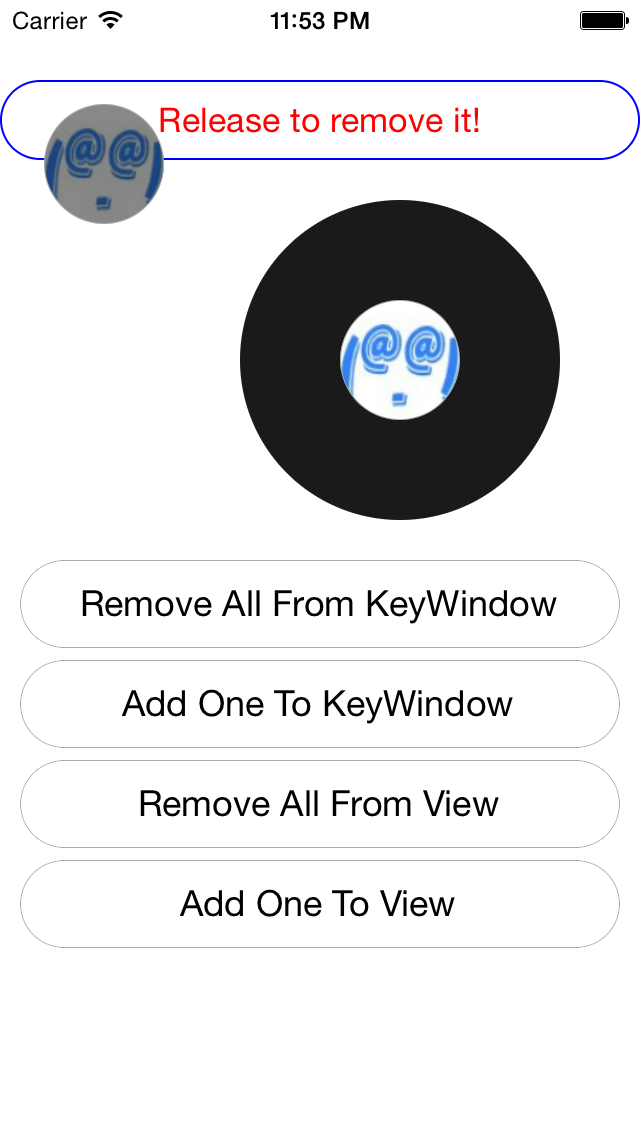 Carrier 11:53 PM
Release to remove it!
@@
@@
Remove All From KeyWindow
Add One To KeyWindow
Remove All From View
Add One To View